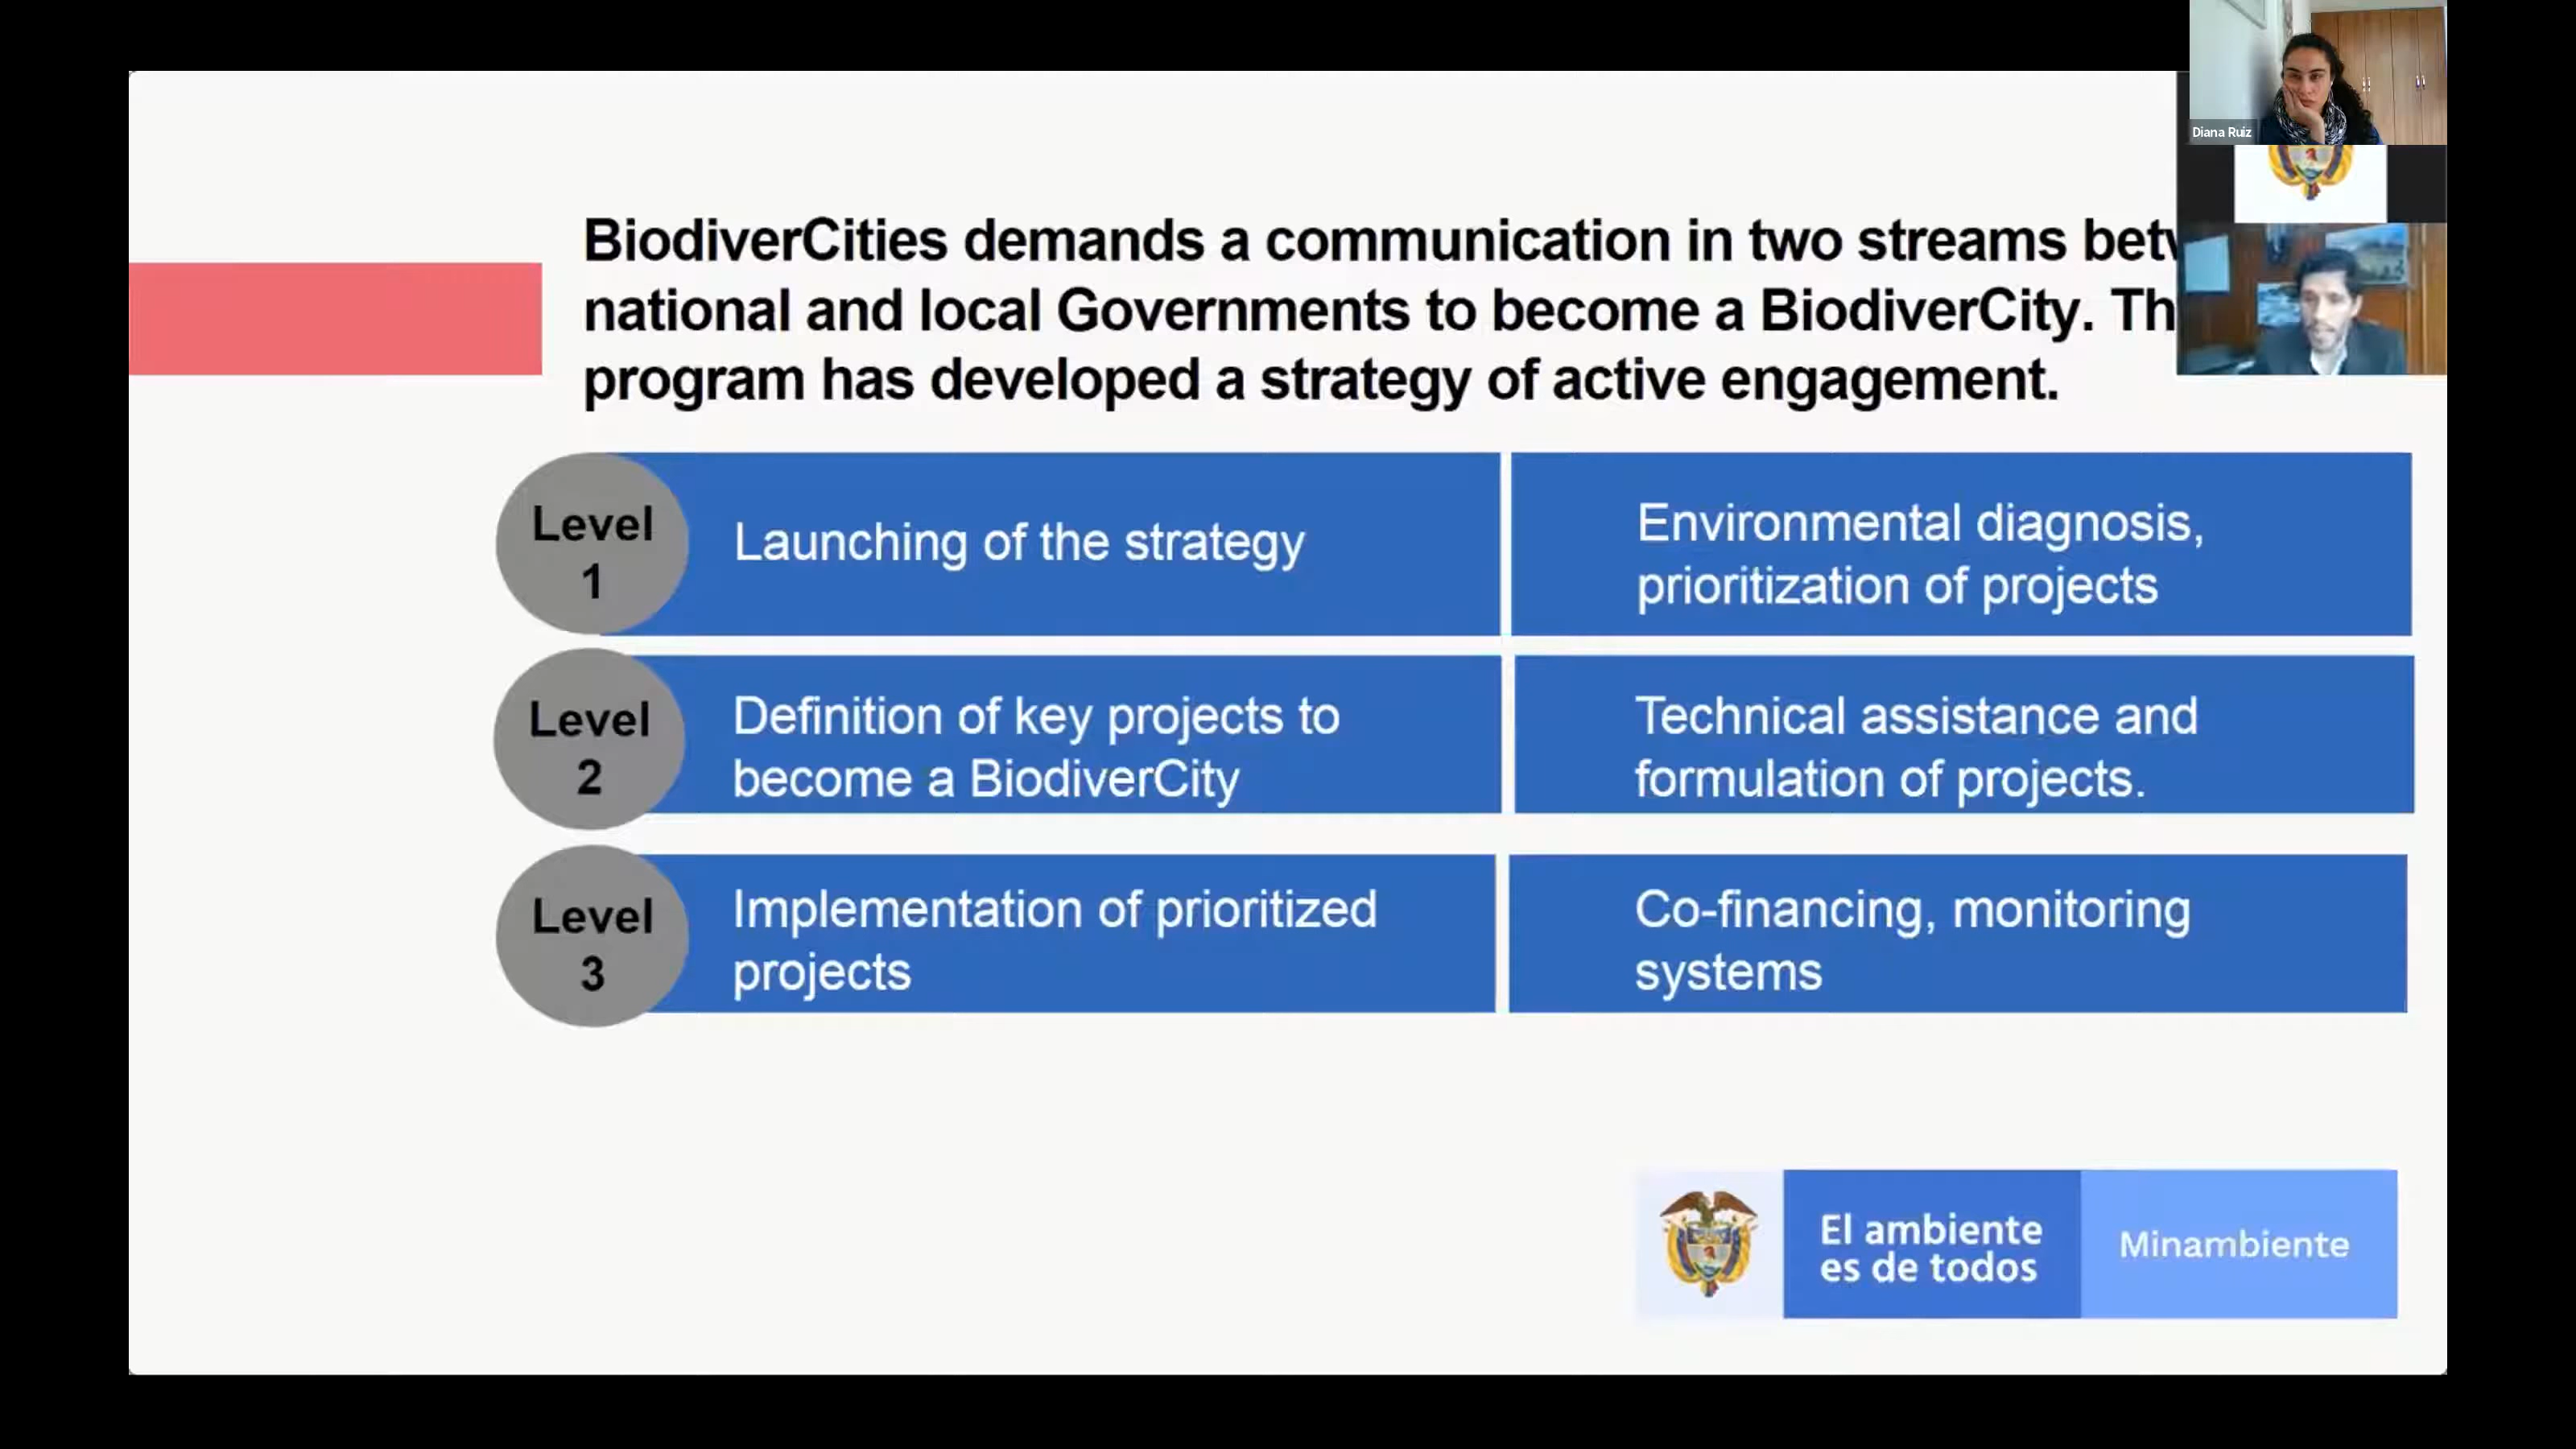 Diana Ruiz
BiodiverCities demands a communication in two streams
national and local Governments to become a BiodiverCity.
program has developed a strategy of active engagement.
Level
1
Launching of the strategy
Environmental diagnosis,
prioritization of projects
Level
2
Definition of key projects to
become a BiodiverCity
Technical assistance and
formulation of projects.
Level
3
Implementation of prioritized
projects
Co-financing, monitoring
systems
El ambiente
es de todos
Minambiente